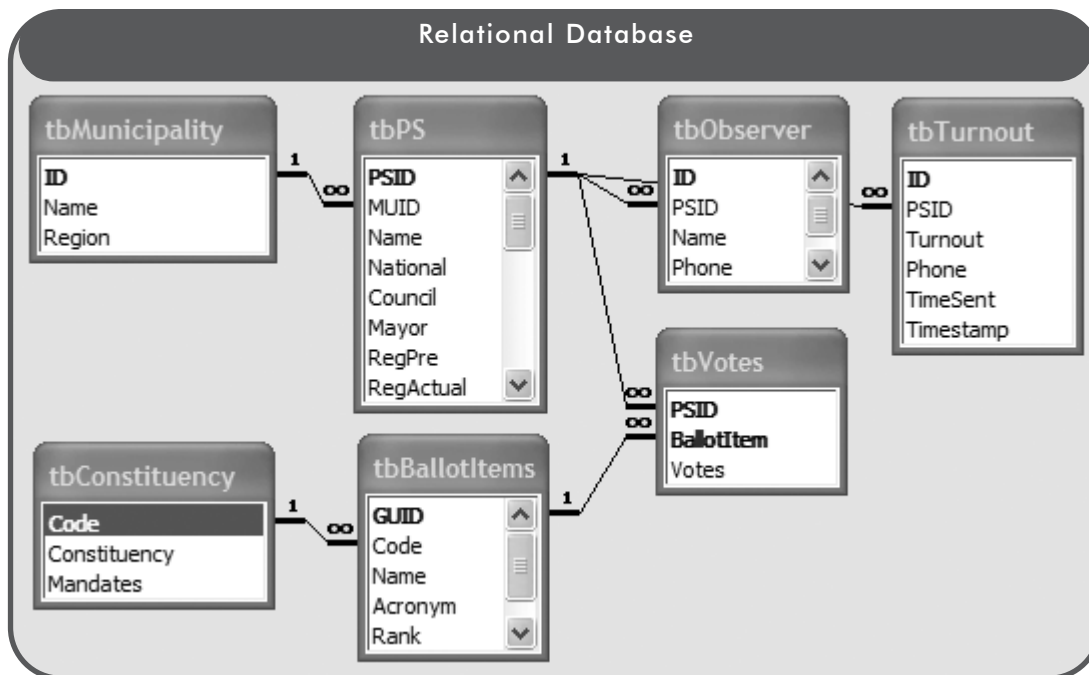 Relational Database
tbMunicipality
ID
Name
Region
1
∞
tbPS
PSID
MUID
Name
National
Council
Mayor
RegPre
RegActual
1
∞
tbObserver
ID
PSID
Name
Phone
∞
tbTurnout
ID
PSID
Turnout
Phone
TimeSent
Timestamp
tbConstituency
Code
Constituency
Mandates
1
∞
tbBallotItems
GUID
Code
Name
Acronym
Rank
1
∞
∞
tbVotes
PSID
BallotItem
Votes